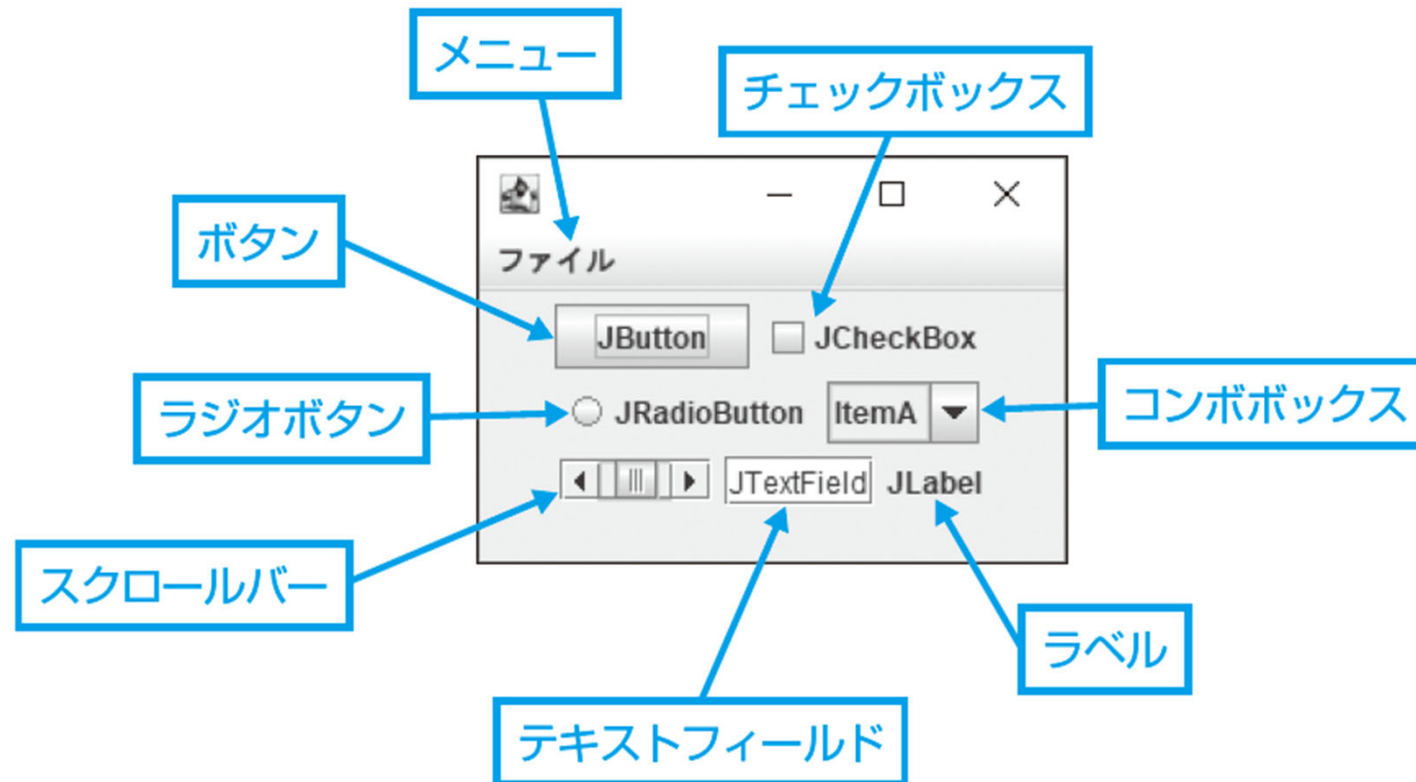 メニュー
チェックボックス
ボタン
ファイル
JButton
JCheckBox
ラジオボタン
JRadioButton
ItemA
コンボボックス
JTextField
JLabel
スクロールバー
ラベル
テキストフィールド